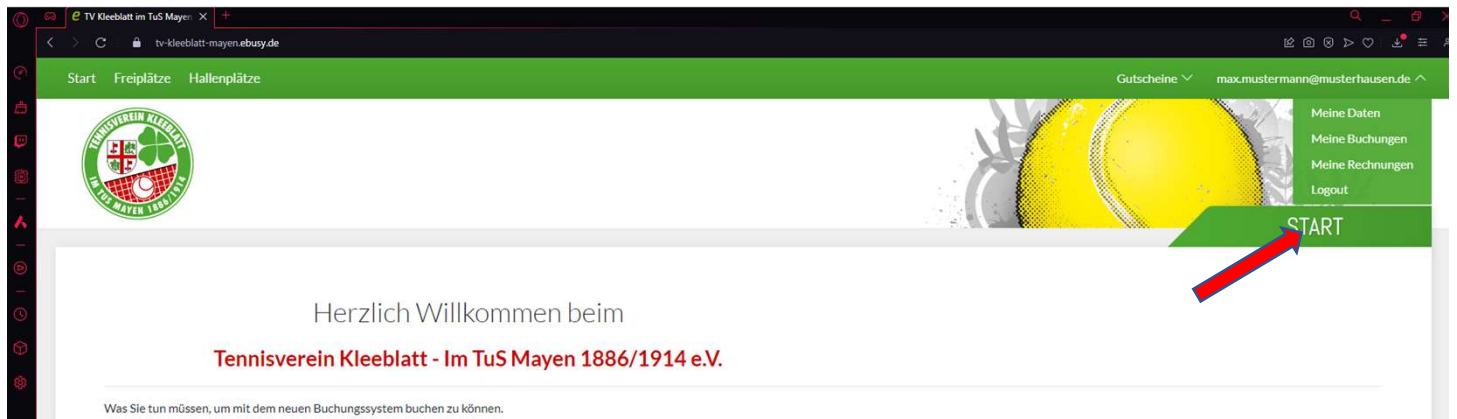 TV Kleeblatt im TuS Mayen
tv-kleeblatt-mayen.ebusy.de
Start Freiplätze Hallenplätze Gutscheine max.mustermann@musterhausen.de
TENNISVEREIN KLEEBLATT
IM TUS MAYEN 1886/1914
Meine Daten
Meine Buchungen
Meine Rechnungen
Logout
START
Herzlich Willkommen beim
Tennisverein Kleeblatt - Im TuS Mayen 1886/1914 e.V.
Was Sie tun müssen, um mit dem neuen Buchungssystem buchen zu können.